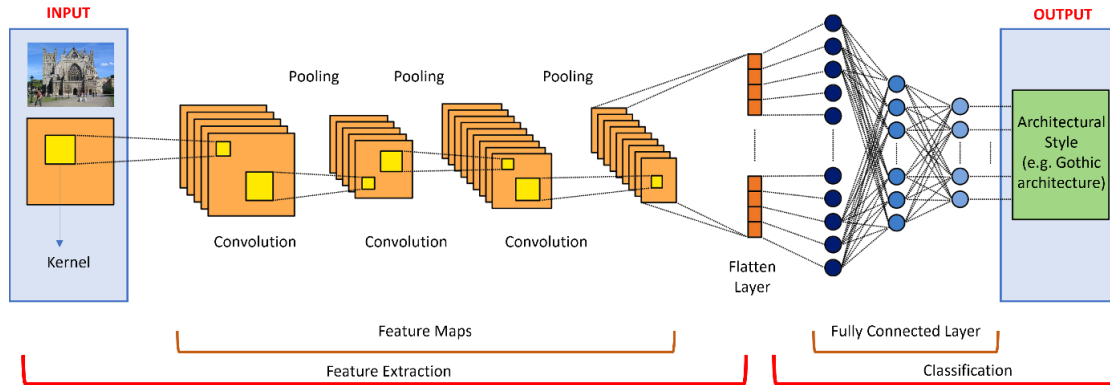 INPUT
OUTPUT
Pooling
Pooling
Pooling
Architectural
Style
(e.g. Gothic
architecture)
Convolution
Convolution
Convolution
Kernel
Flatten
Layer
Feature Maps
Fully Connected Layer
Feature Extraction
Classification